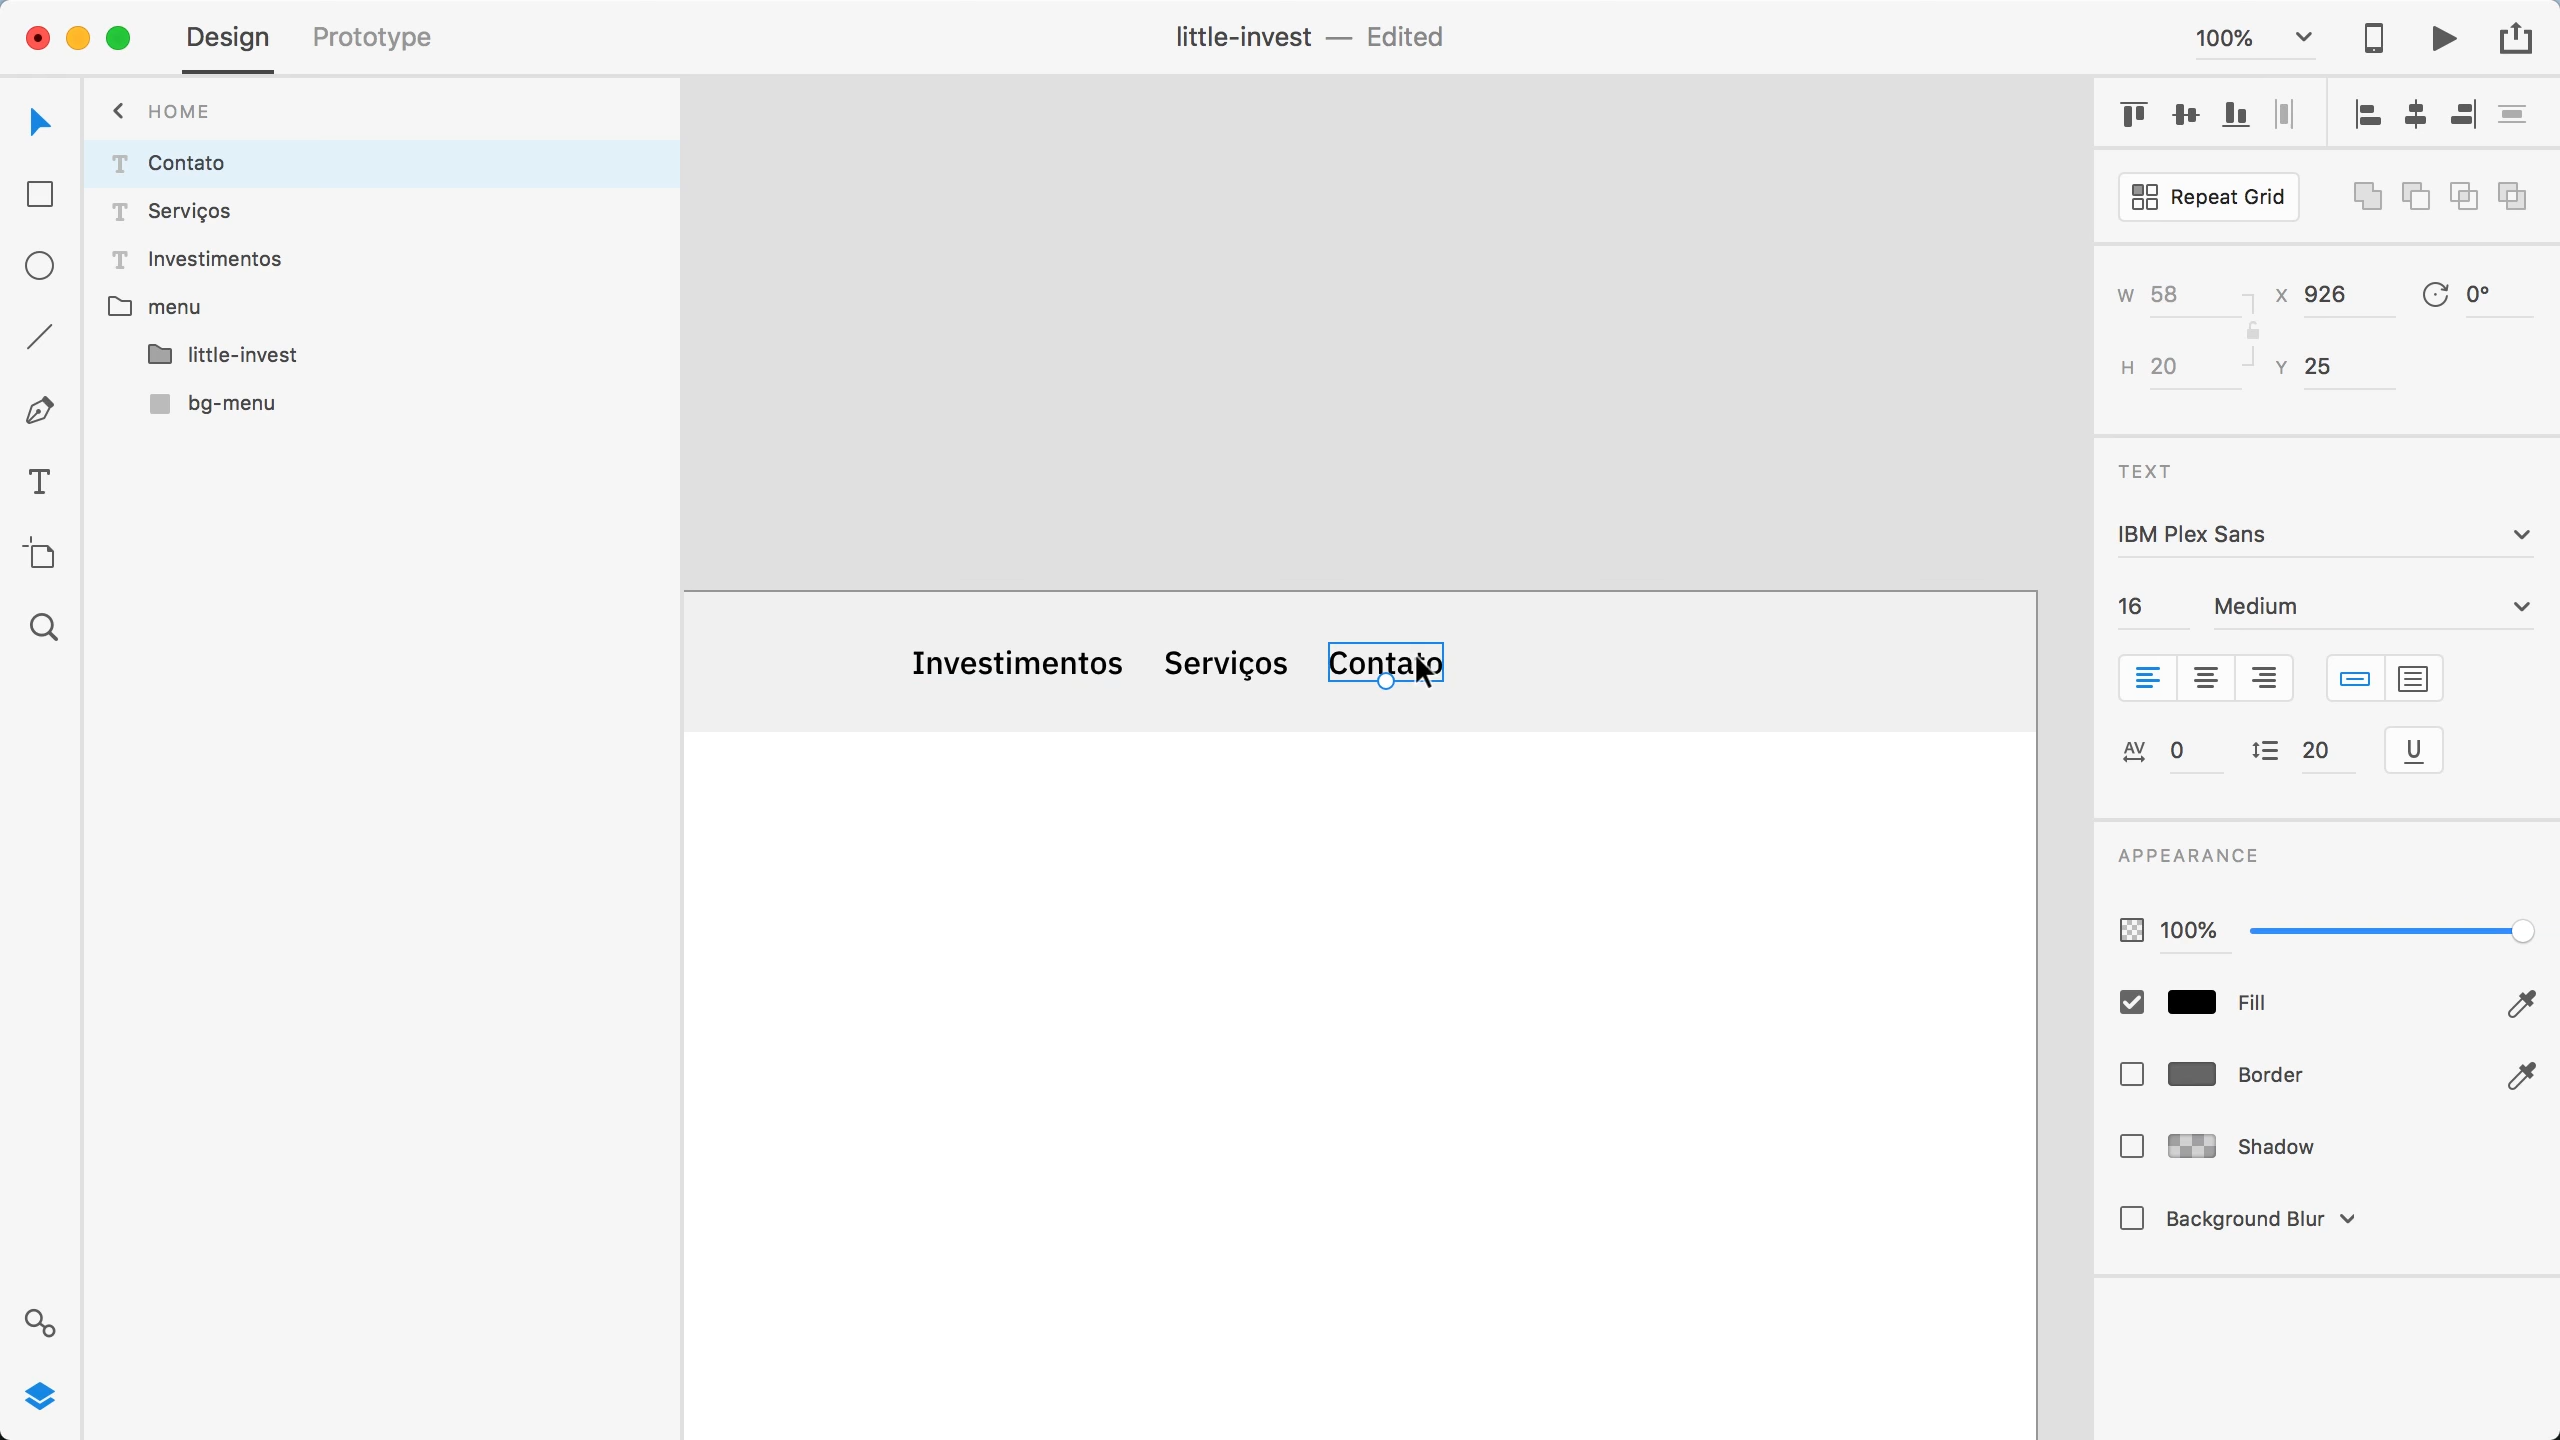 Design Prototype little-invest — Edited 100%
HOME
Contato
Serviços
Investimentos
menu
little-invest
bg-menu
Investimentos Serviços Contato
Repeat Grid
W 58 X 926 0°
H 20 Y 25
TEXT
IBM Plex Sans
16 Medium
AV 0 20 U
APPEARANCE
100%
Fill
Border
Shadow
Background Blur